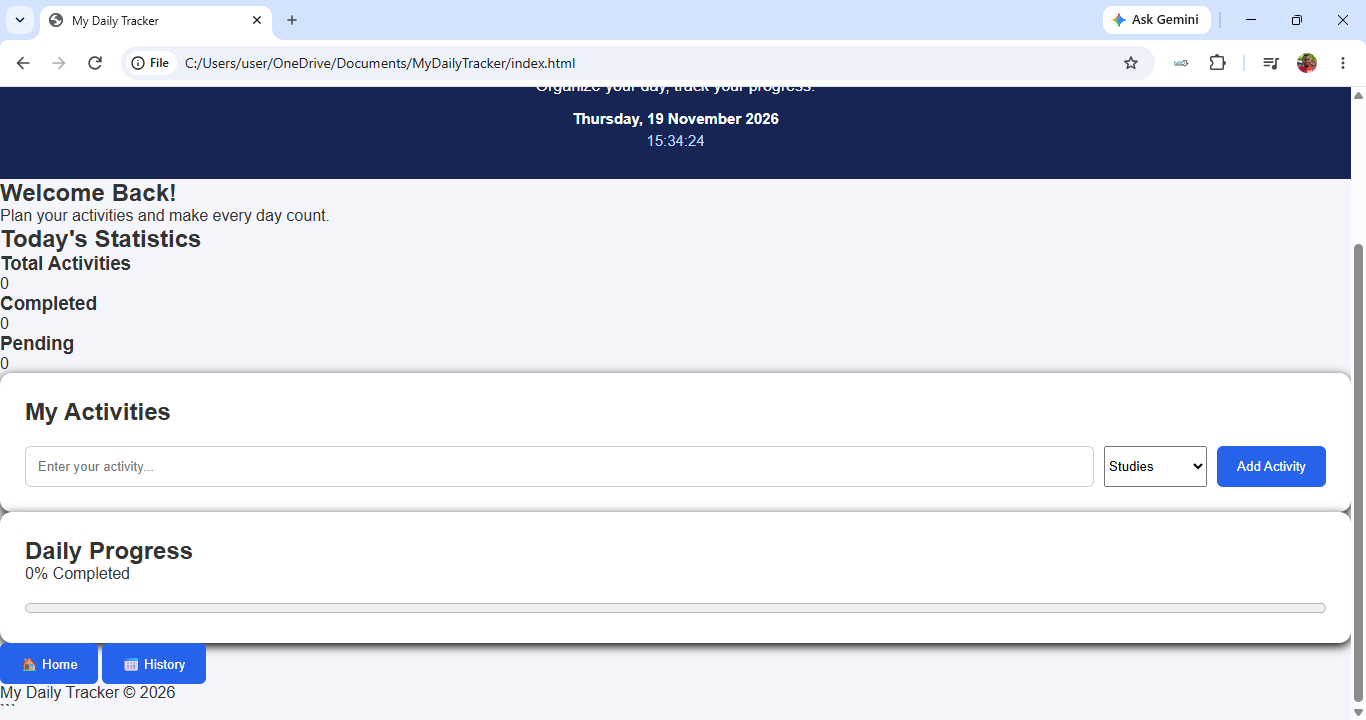 My Daily Tracker
Ask Gemini
File C:/Users/user/OneDrive/Documents/MyDailyTracker/index.html
Organize your day, track your progress.
Thursday, 19 November 2026
15:34:24
Welcome Back!
Plan your activities and make every day count.
Today's Statistics
Total Activities
0
Completed
0
Pending
0
My Activities
Enter your activity... Studies Add Activity
Daily Progress
0% Completed
Home History
My Daily Tracker © 2026
```